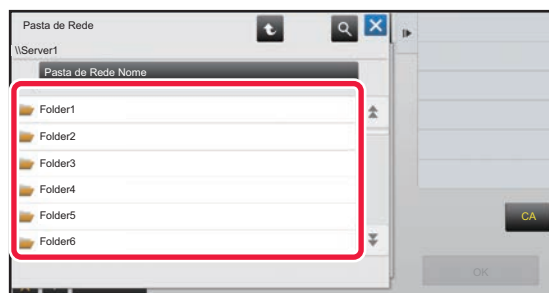 Pasta de Rede
\\Server1
Pasta de Rede Nome
Folder1
Folder2
Folder3
Folder4
Folder5
Folder6
CA
OK